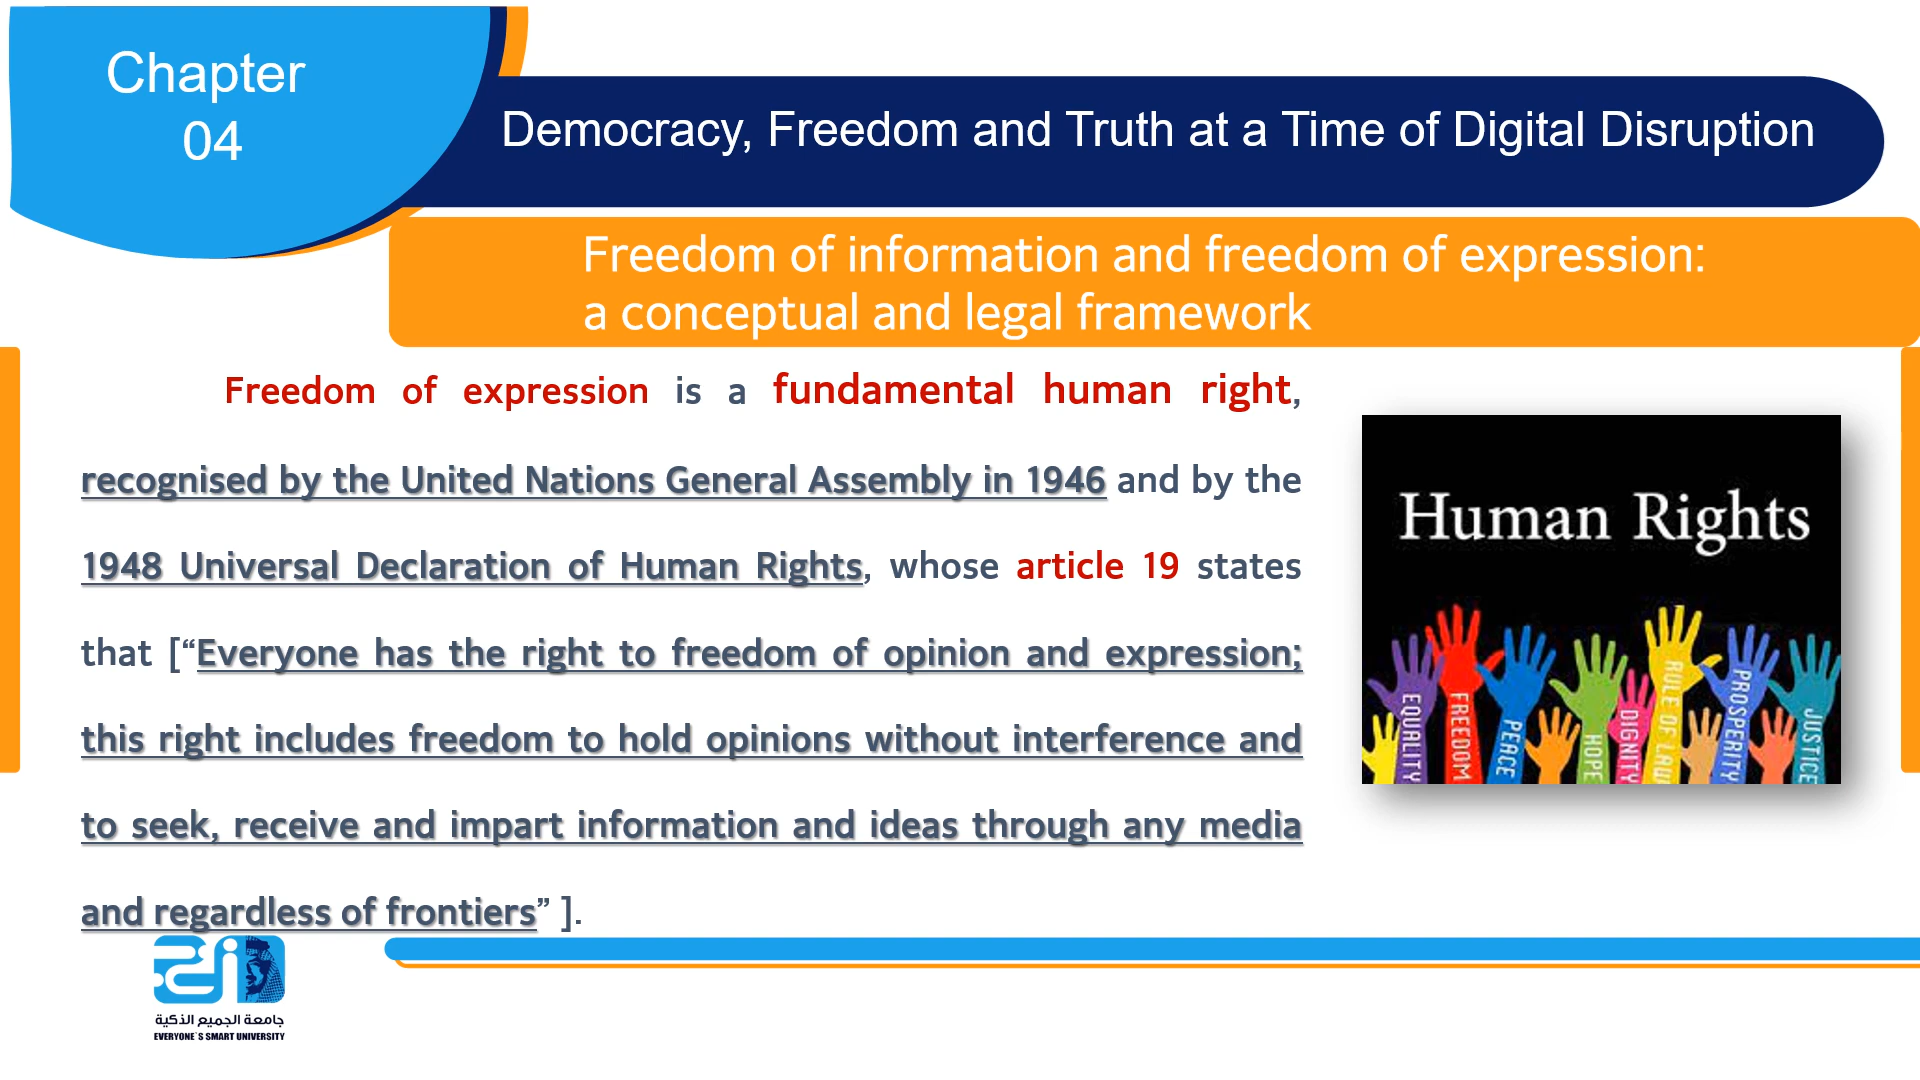 Chapter
04
Democracy, Freedom and Truth at a Time of Digital Disruption
Freedom of information and freedom of expression:
a conceptual and legal framework
Freedom of expression is a fundamental human right,
recognised by the United Nations General Assembly in 1946 and by the
1948 Universal Declaration of Human Rights, whose article 19 states
that [“Everyone has the right to freedom of opinion and expression;
this right includes freedom to hold opinions without interference and
to seek, receive and impart information and ideas through any media
and regardless of frontiers” ].
Human Rights
EQUALITY
FREEDOM
PEACE
HOPE
DIGNITY
RULE OF LAW
PROSPERITY
JUSTICE
جامعة الجميع الذكية
EVERYONE`S SMART UNIVERSITY